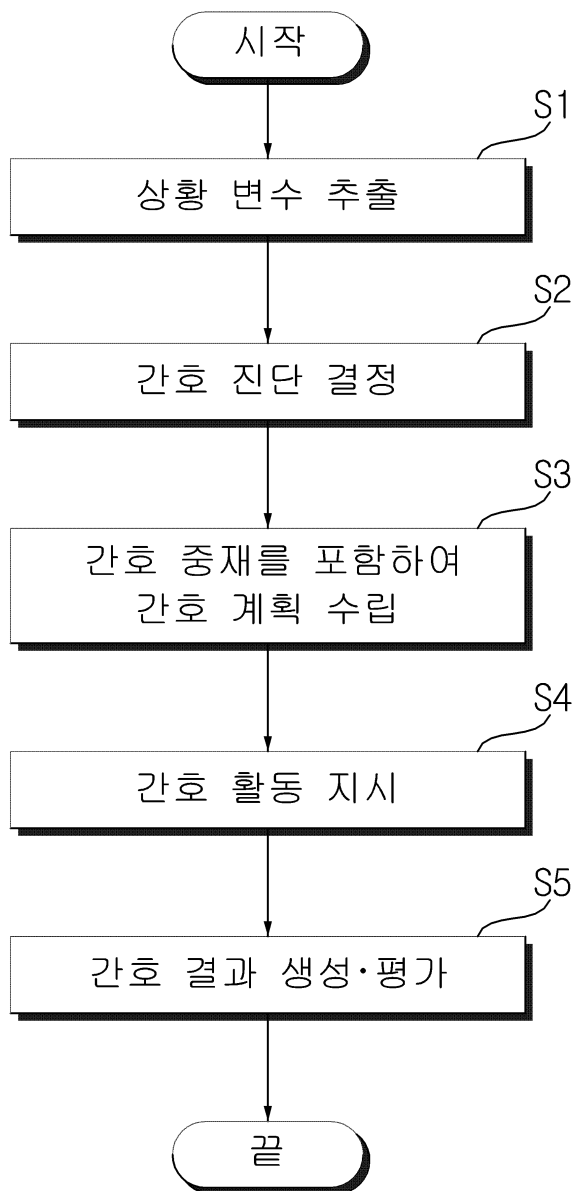 시작
S1
상황 변수 추출
S2
간호 진단 결정
S3
간호 중재를 포함하여
간호 계획 수립
S4
간호 활동 지시
S5
간호 결과 생성·평가
끝